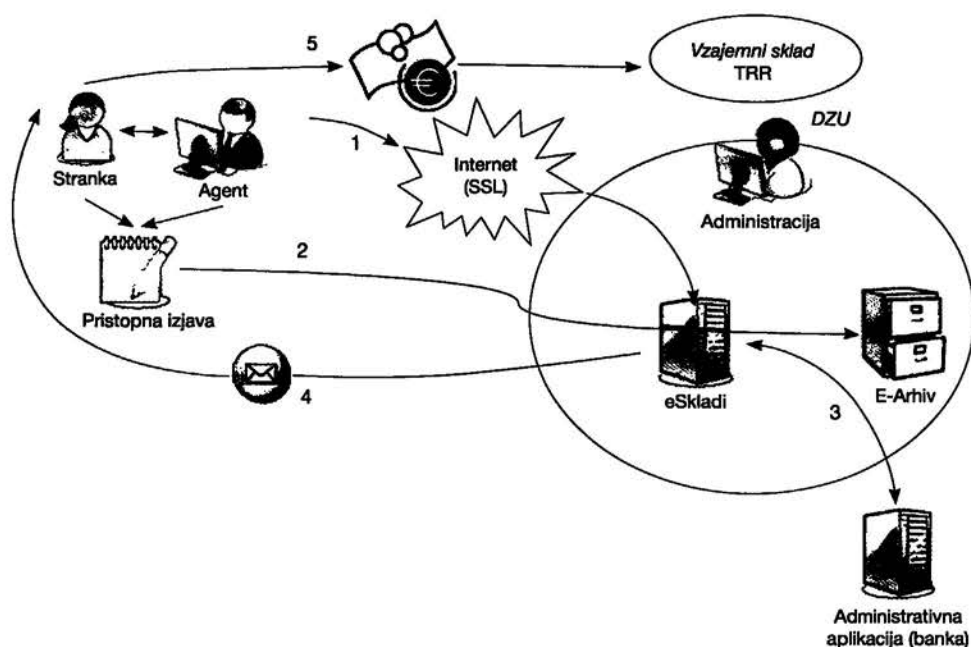 5
Vzajemni sklad
TRR
DZU
1
Internet
(SSL)
Stranka
Agent
Administracija
2
Pristopna izjava
eSkladi
E-Arhiv
4
3
Administrativna
aplikacija (banka)